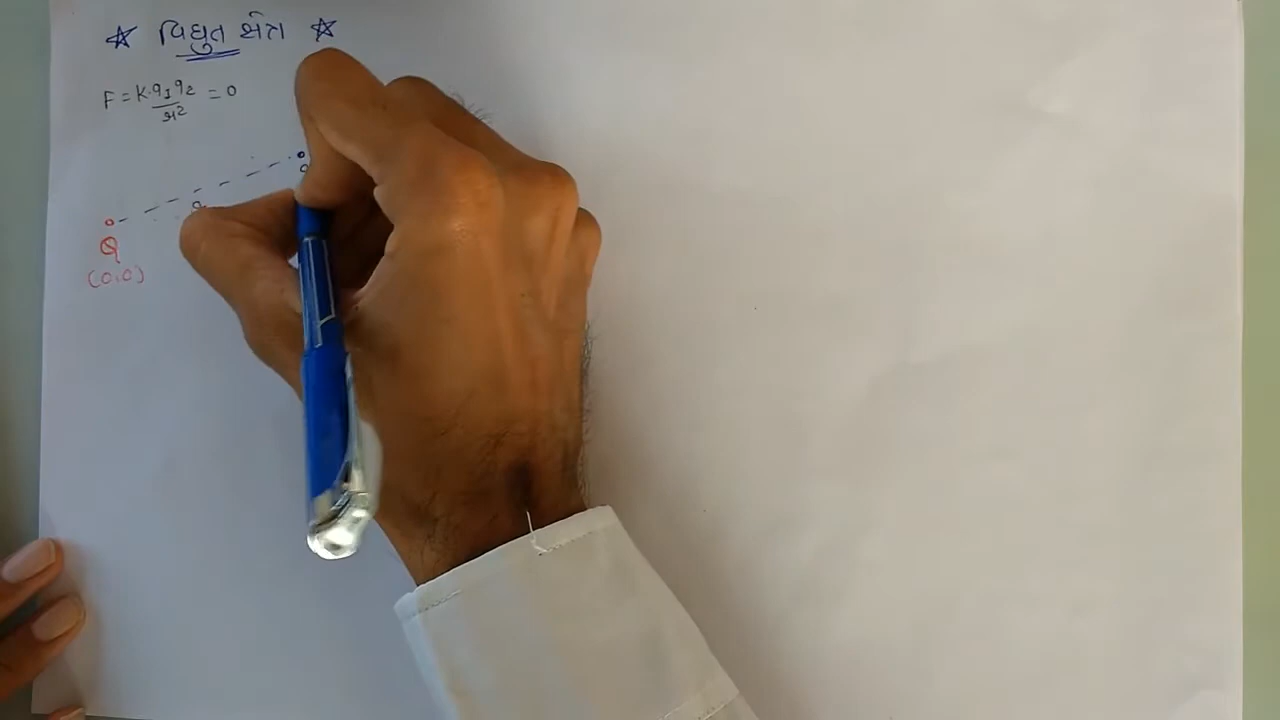 ☆ વિદ્યુત ક્ષેત્ર ☆
F = K·q1q2 / r² = 0
Q
(0,0)